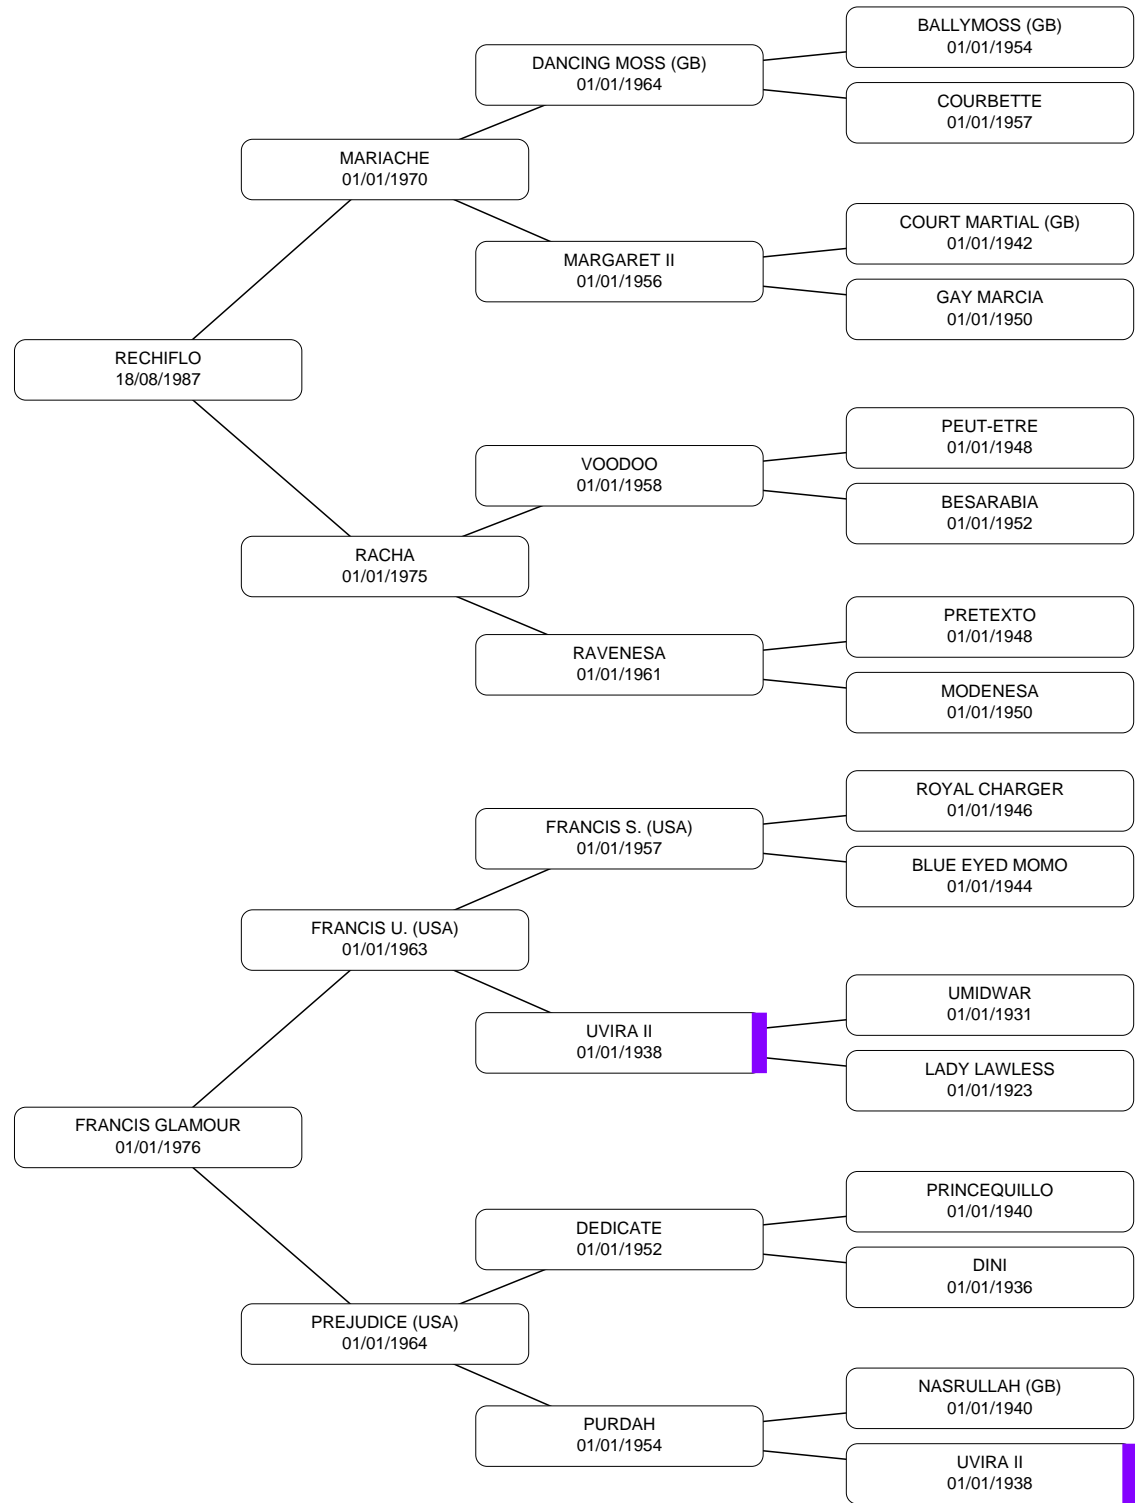 BALLYMOSS (GB)
01/01/1954
DANCING MOSS (GB)
01/01/1964
COURBETTE
01/01/1957
MARIACHE
01/01/1970
COURT MARTIAL (GB)
01/01/1942
MARGARET II
01/01/1956
GAY MARCIA
01/01/1950
RECHIFLO
18/08/1987
PEUT-ETRE
01/01/1948
VOODOO
01/01/1958
BESARABIA
01/01/1952
RACHA
01/01/1975
PRETEXTO
01/01/1948
RAVENESA
01/01/1961
MODENESA
01/01/1950
ROYAL CHARGER
01/01/1946
FRANCIS S. (USA)
01/01/1957
BLUE EYED MOMO
01/01/1944
FRANCIS U. (USA)
01/01/1963
UMIDWAR
01/01/1931
UVIRA II
01/01/1938
LADY LAWLESS
01/01/1923
FRANCIS GLAMOUR
01/01/1976
PRINCEQUILLO
01/01/1940
DEDICATE
01/01/1952
DINI
01/01/1936
PREJUDICE (USA)
01/01/1964
NASRULLAH (GB)
01/01/1940
PURDAH
01/01/1954
UVIRA II
01/01/1938